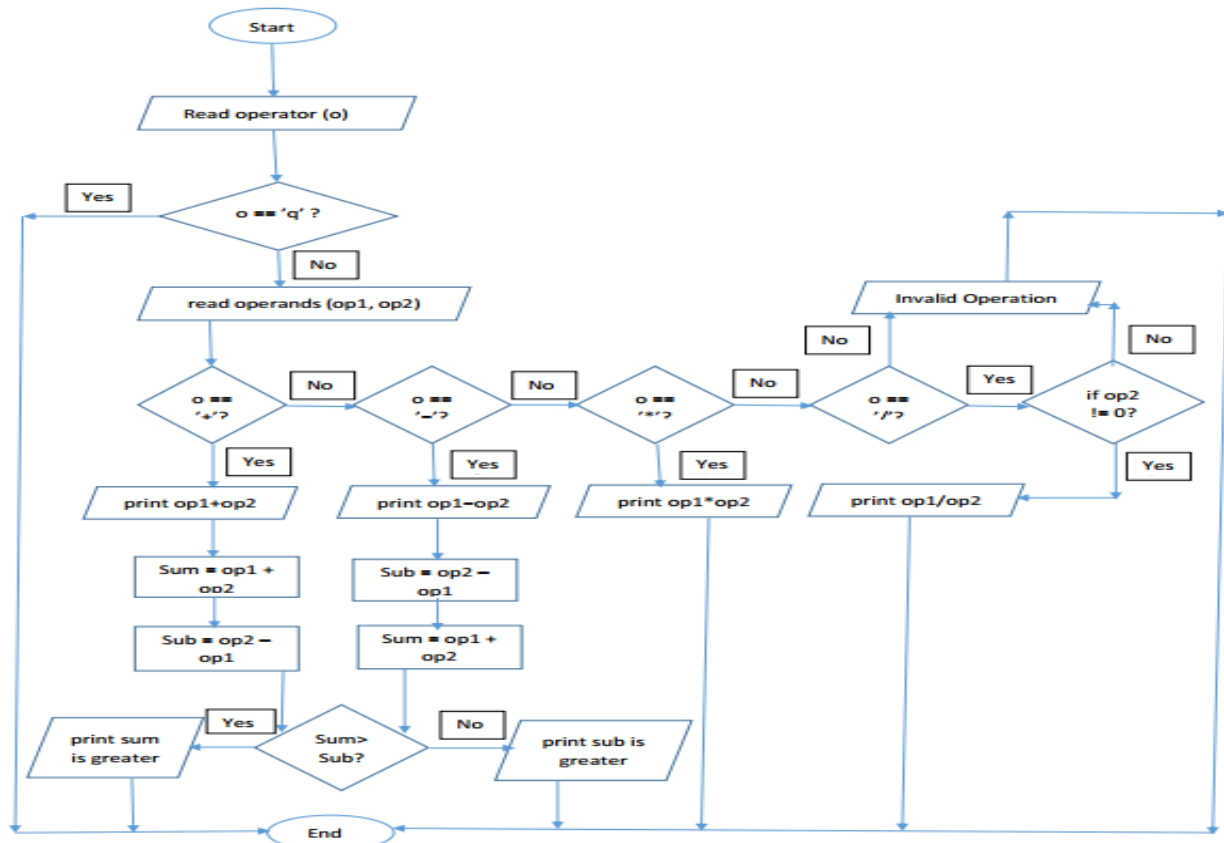 Start
Read operator (o)
Yes
o == 'q' ?
No
read operands (op1, op2)
Invalid Operation
No
No
o ==
'+'?
No
o ==
'–'?
No
o ==
'*'?
No
o ==
'/'?
Yes
if op2
!= 0?
Yes
Yes
Yes
Yes
print op1+op2
print op1–op2
print op1*op2
print op1/op2
Sum = op1 +
op2
Sub = op2 –
op1
Sub = op2 –
op1
Sum = op1 +
op2
Yes
No
print sum
is greater
Sum>
Sub?
print sub is
greater
End